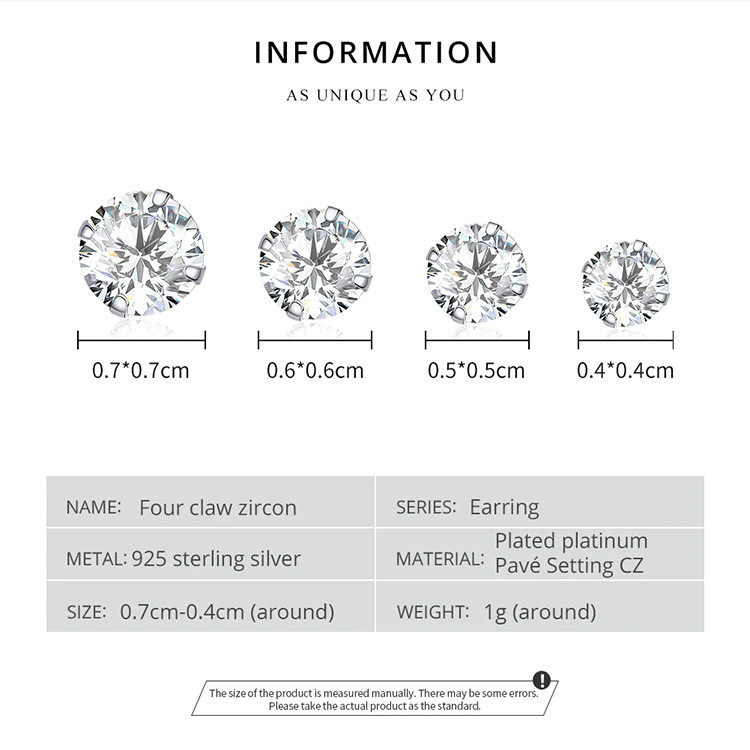 INFORMATION
AS UNIQUE AS YOU
0.7*0.7cm
0.6*0.6cm
0.5*0.5cm
0.4*0.4cm
NAME: Four claw zircon
SERIES: Earring
METAL: 925 sterling silver
MATERIAL: Plated platinum
Pavé Setting CZ
SIZE: 0.7cm-0.4cm (around)
WEIGHT: 1g (around)
The size of the product is measured manually. There may be some errors.
Please take the actual product as the standard.